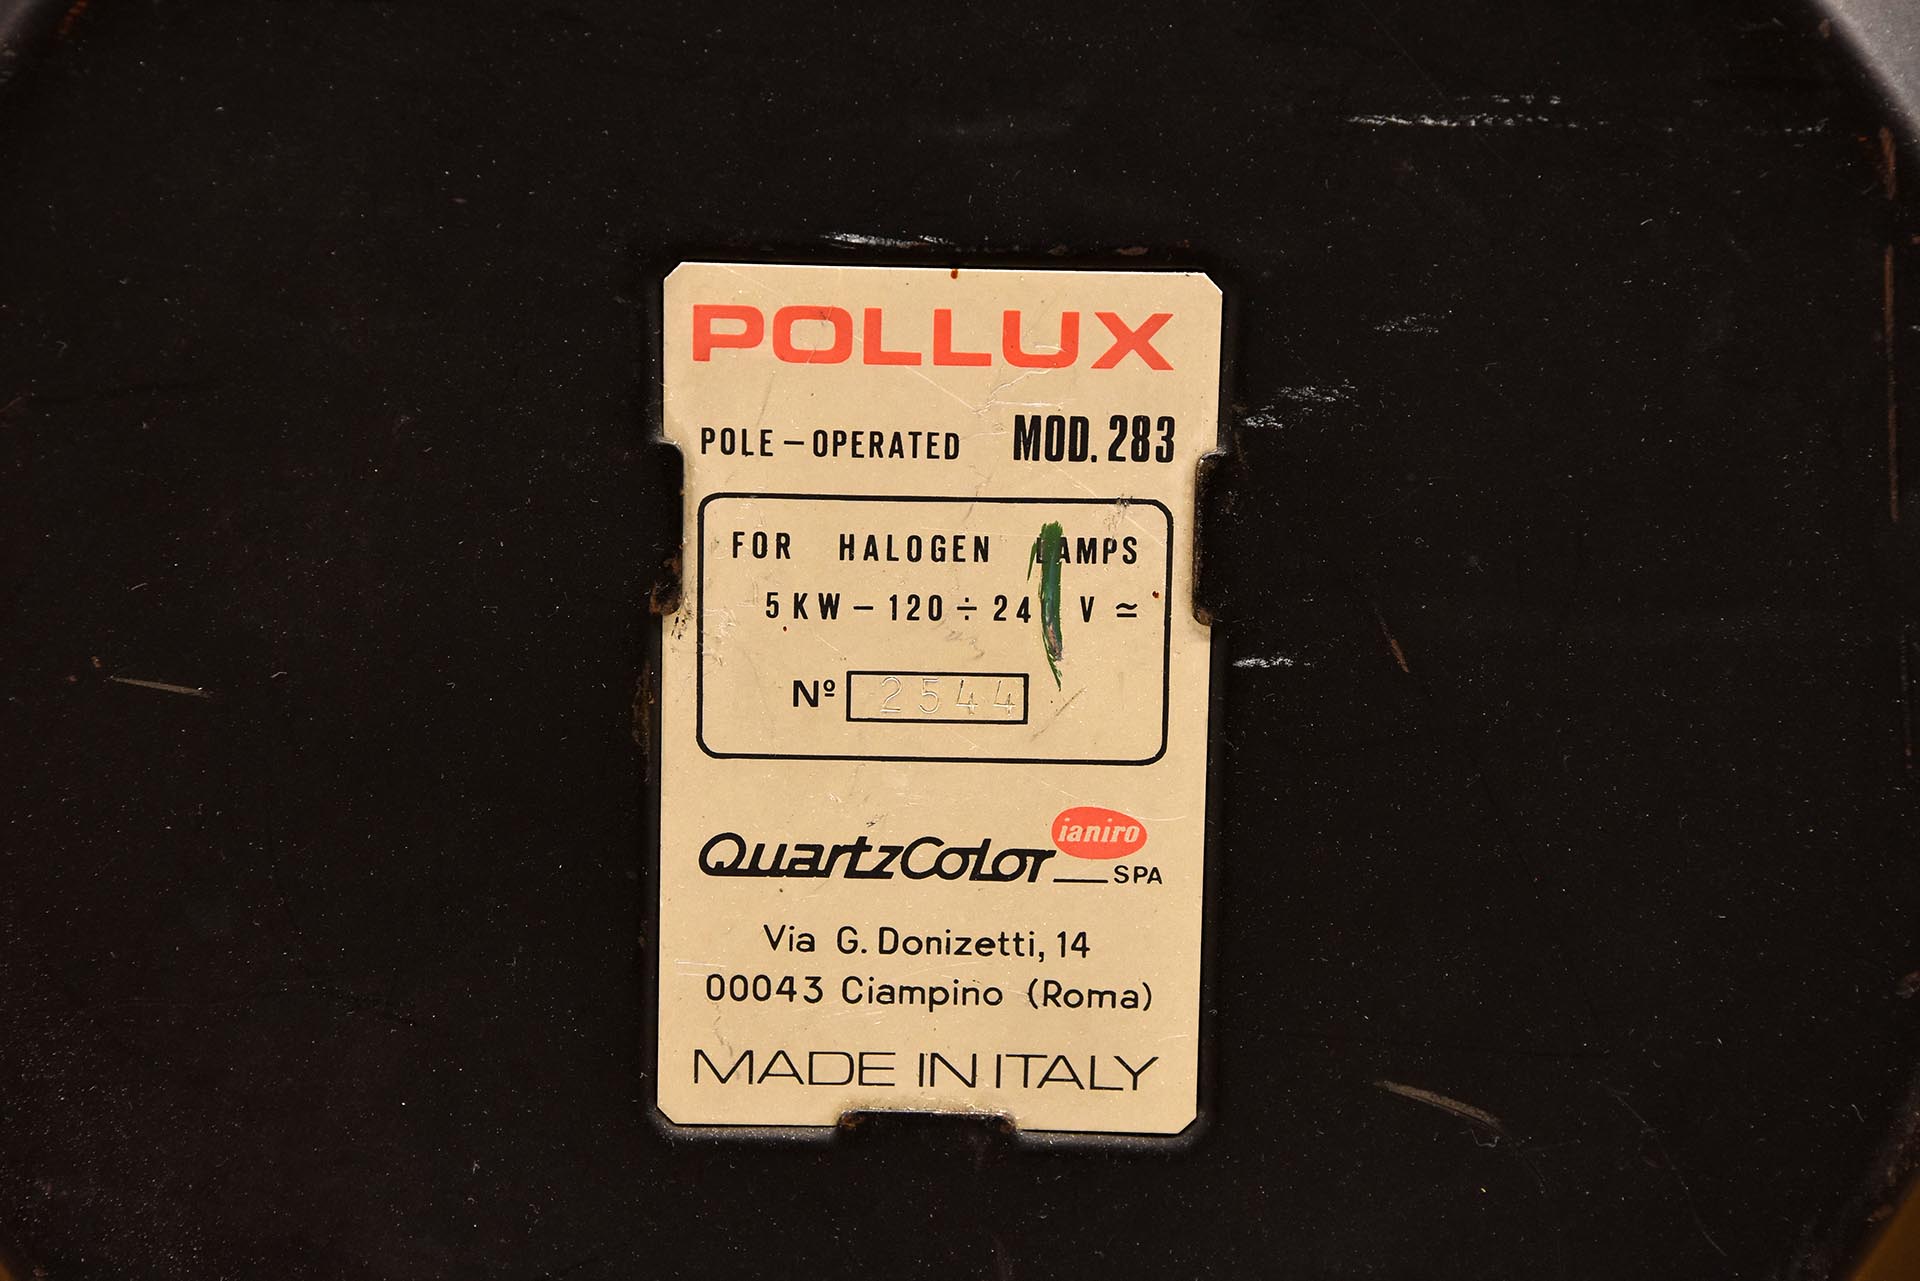 POLLUX
POLE – OPERATED MOD. 283
FOR HALOGEN LAMPS
5 KW – 120 ÷ 24 V ≃
Nº 2544
QuartzColor ianiro SPA
Via G. Donizetti, 14
00043 Ciampino (Roma)
MADE IN ITALY